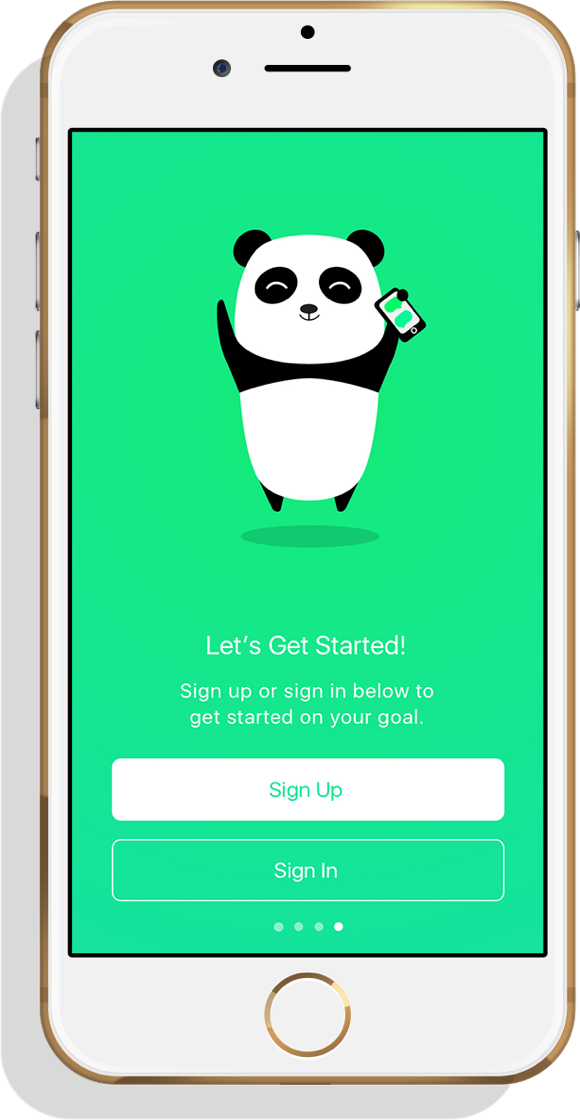 Let’s Get Started!
Sign up or sign in below to
get started on your goal.
Sign Up
Sign In